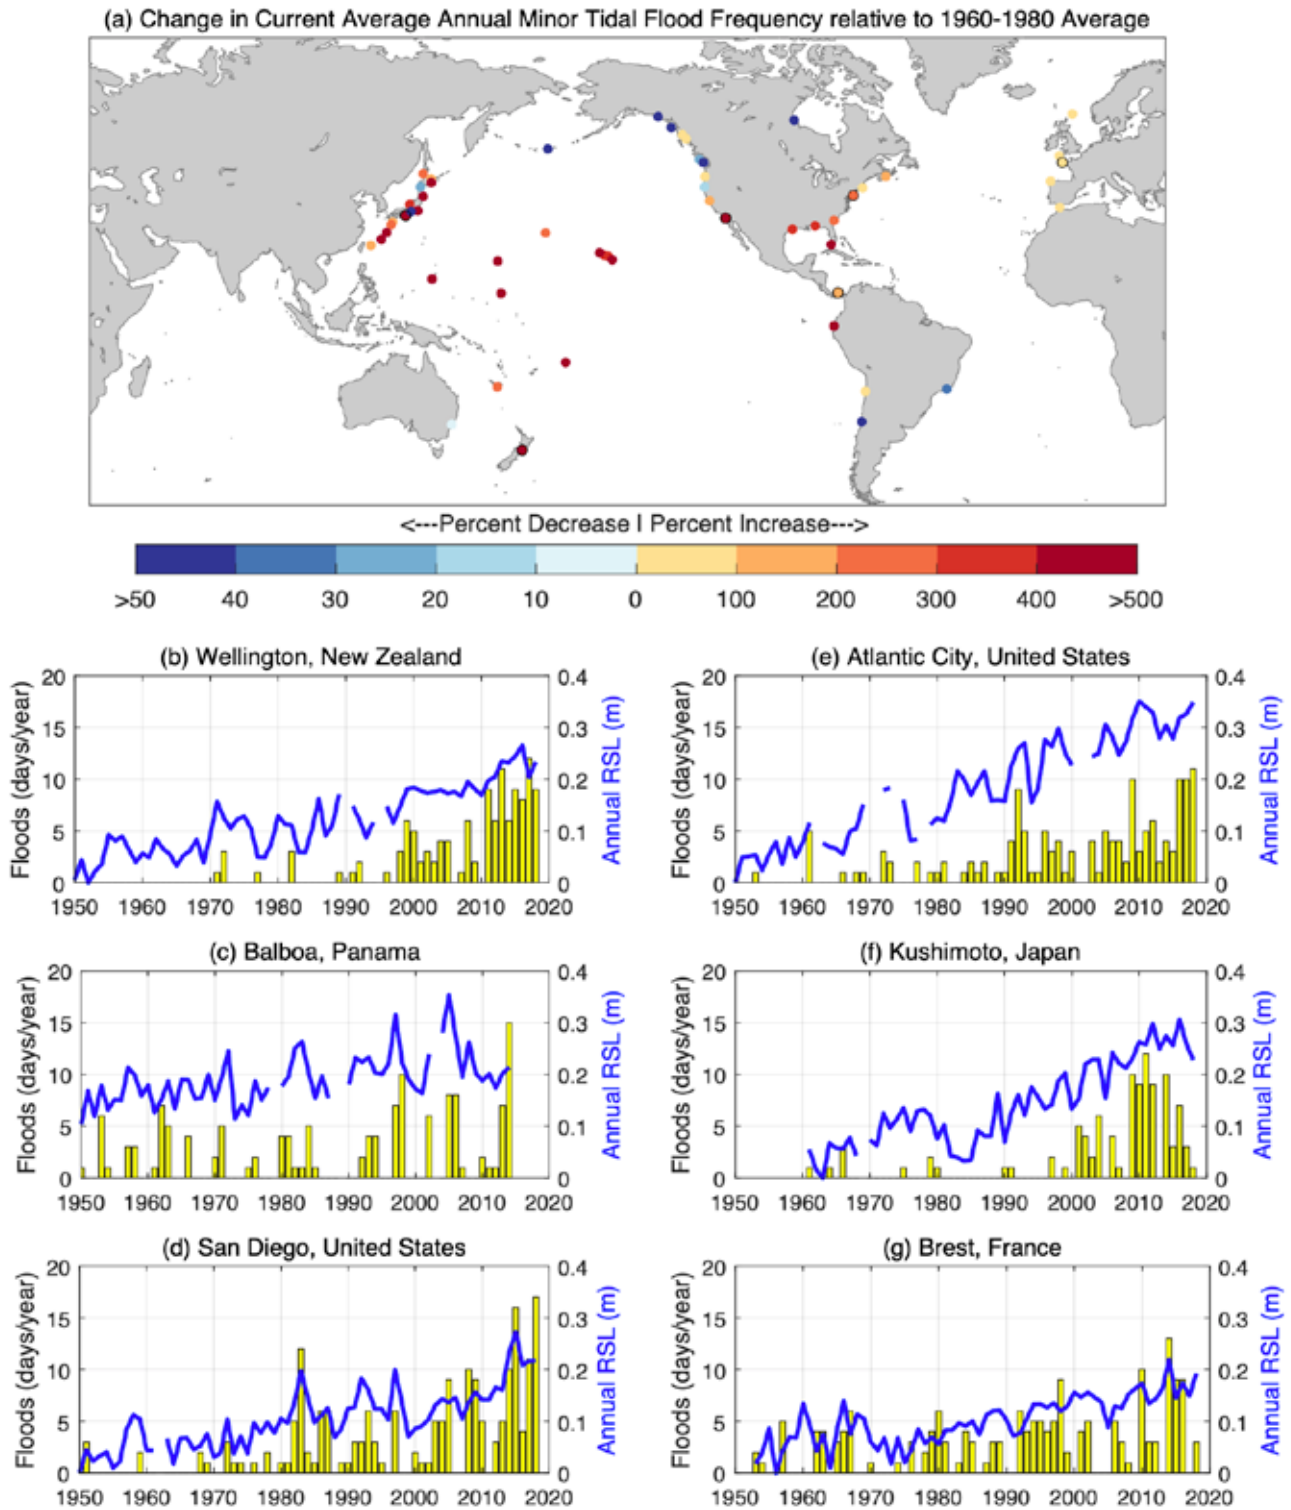 (a) Change in Current Average Annual Minor Tidal Flood Frequency relative to 1960-1980 Average
<---Percent Decrease | Percent Increase--->
>50 40 30 20 10 0 100 200 300 400 >500
(b) Wellington, New Zealand
Floods (days/year)
20
15
10
5
0
Annual RSL (m)
0.4
0.3
0.2
0.1
0
1950 1960 1970 1980 1990 2000 2010 2020
(e) Atlantic City, United States
Floods (days/year)
20
15
10
5
0
Annual RSL (m)
0.4
0.3
0.2
0.1
0
1950 1960 1970 1980 1990 2000 2010 2020
(c) Balboa, Panama
Floods (days/year)
20
15
10
5
0
Annual RSL (m)
0.4
0.3
0.2
0.1
0
1950 1960 1970 1980 1990 2000 2010 2020
(f) Kushimoto, Japan
Floods (days/year)
20
15
10
5
0
Annual RSL (m)
0.4
0.3
0.2
0.1
0
1950 1960 1970 1980 1990 2000 2010 2020
(d) San Diego, United States
Floods (days/year)
20
15
10
5
0
Annual RSL (m)
0.4
0.3
0.2
0.1
0
1950 1960 1970 1980 1990 2000 2010 2020
(g) Brest, France
Floods (days/year)
20
15
10
5
0
Annual RSL (m)
0.4
0.3
0.2
0.1
0
1950 1960 1970 1980 1990 2000 2010 2020